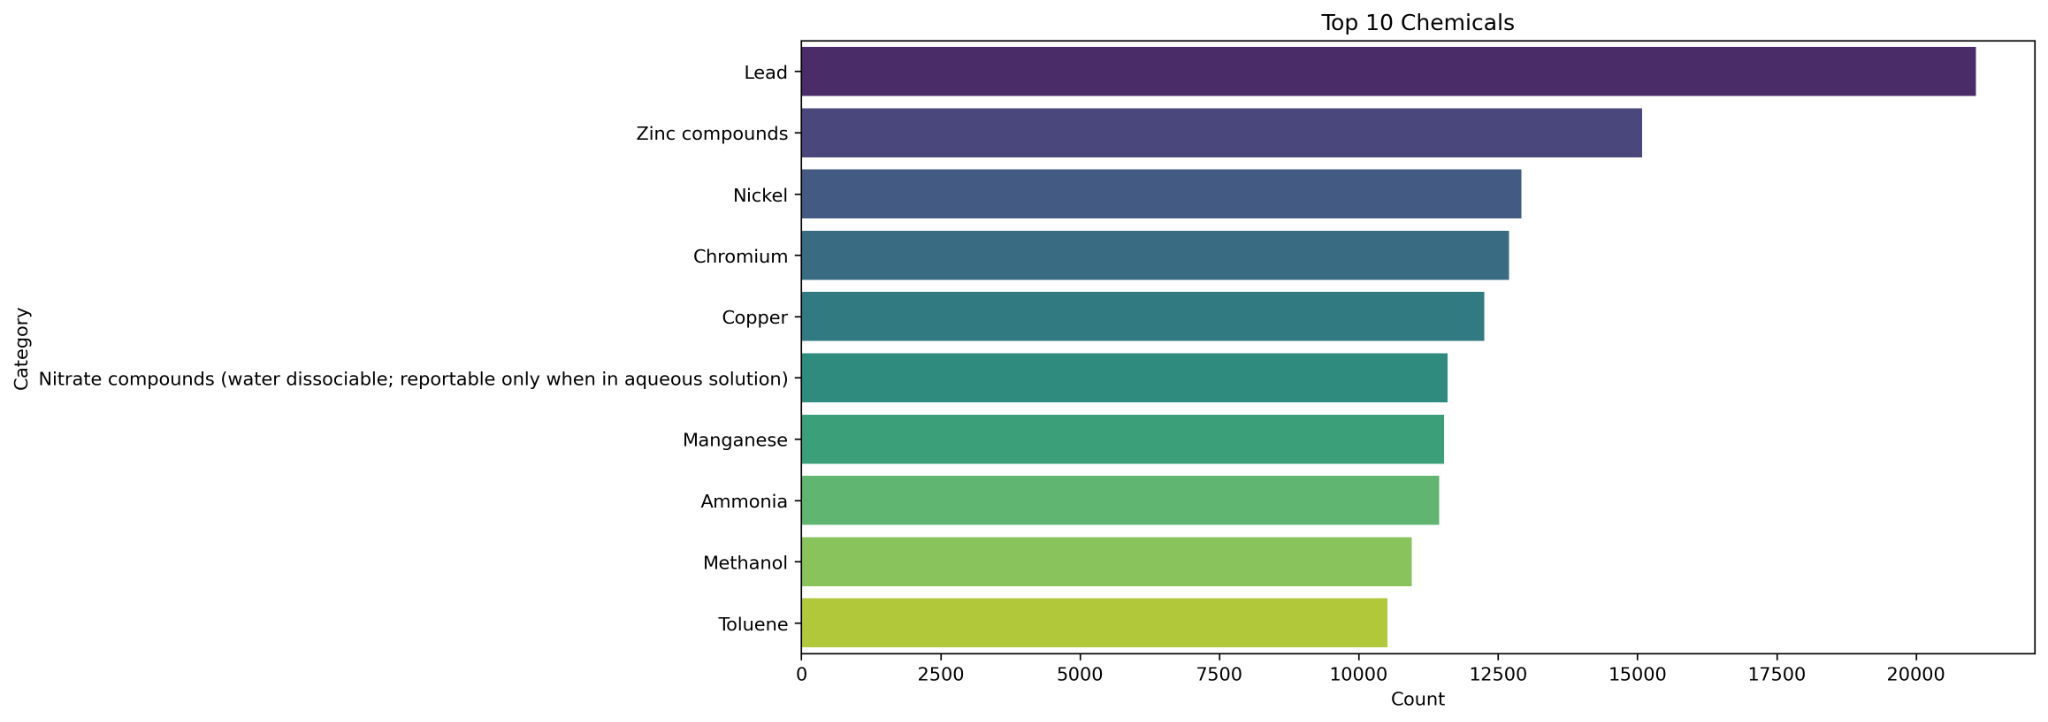 Top 10 Chemicals
Category
Lead
Zinc compounds
Nickel
Chromium
Copper
Nitrate compounds (water dissociable; reportable only when in aqueous solution)
Manganese
Ammonia
Methanol
Toluene
0 2500 5000 7500 10000 12500 15000 17500 20000
Count